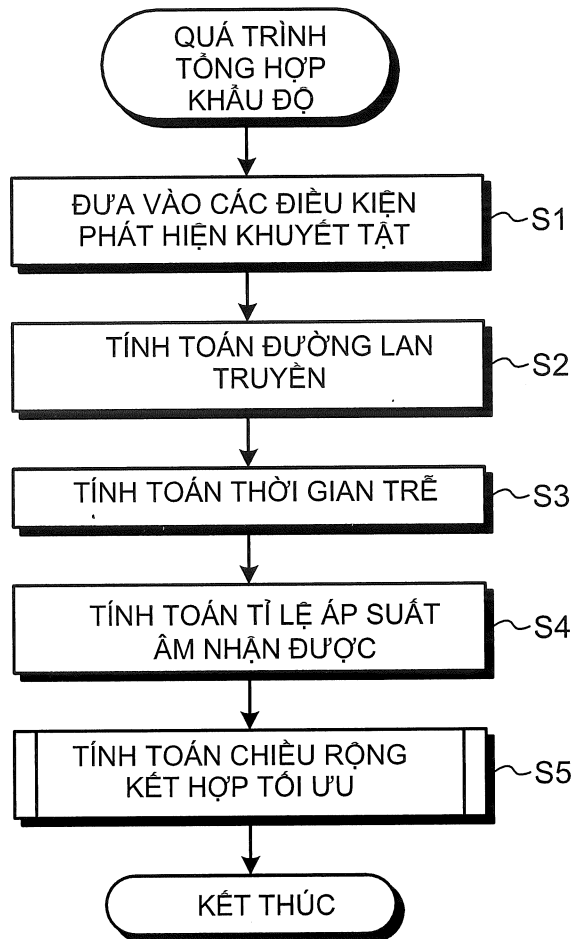 QUÁ TRÌNH
TỔNG HỢP
KHẨU ĐỘ
ĐƯA VÀO CÁC ĐIỀU KIỆN
PHÁT HIỆN KHUYẾT TẬT
S1
TÍNH TOÁN ĐƯỜNG LAN
TRUYỀN
S2
TÍNH TOÁN THỜI GIAN TRỄ
S3
TÍNH TOÁN TỈ LỆ ÁP SUẤT
ÂM NHẬN ĐƯỢC
S4
TÍNH TOÁN CHIỀU RỘNG
KẾT HỢP TỐI ƯU
S5
KẾT THÚC